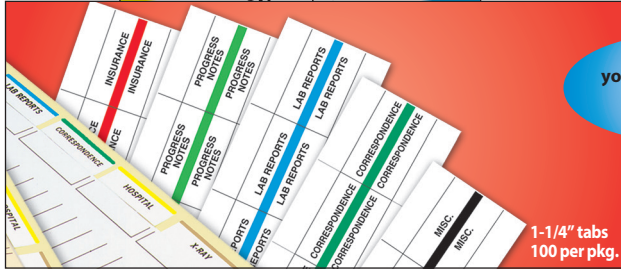 INSURANCE
INSURANCE
PROGRESS
NOTES
PROGRESS
NOTES
PROGRESS
NOTES
PROGRESS
NOTES
LAB REPORTS
LAB REPORTS
LAB REPORTS
LAB REPORTS
CORRESPONDENCE
CORRESPONDENCE
CORRESPONDENCE
CORRESPONDENCE
MISC.
MISC.
LAB REPORTS
CORRESPONDENCE
HOSPITAL
X-RAY
1-1/4" tabs
100 per pkg.